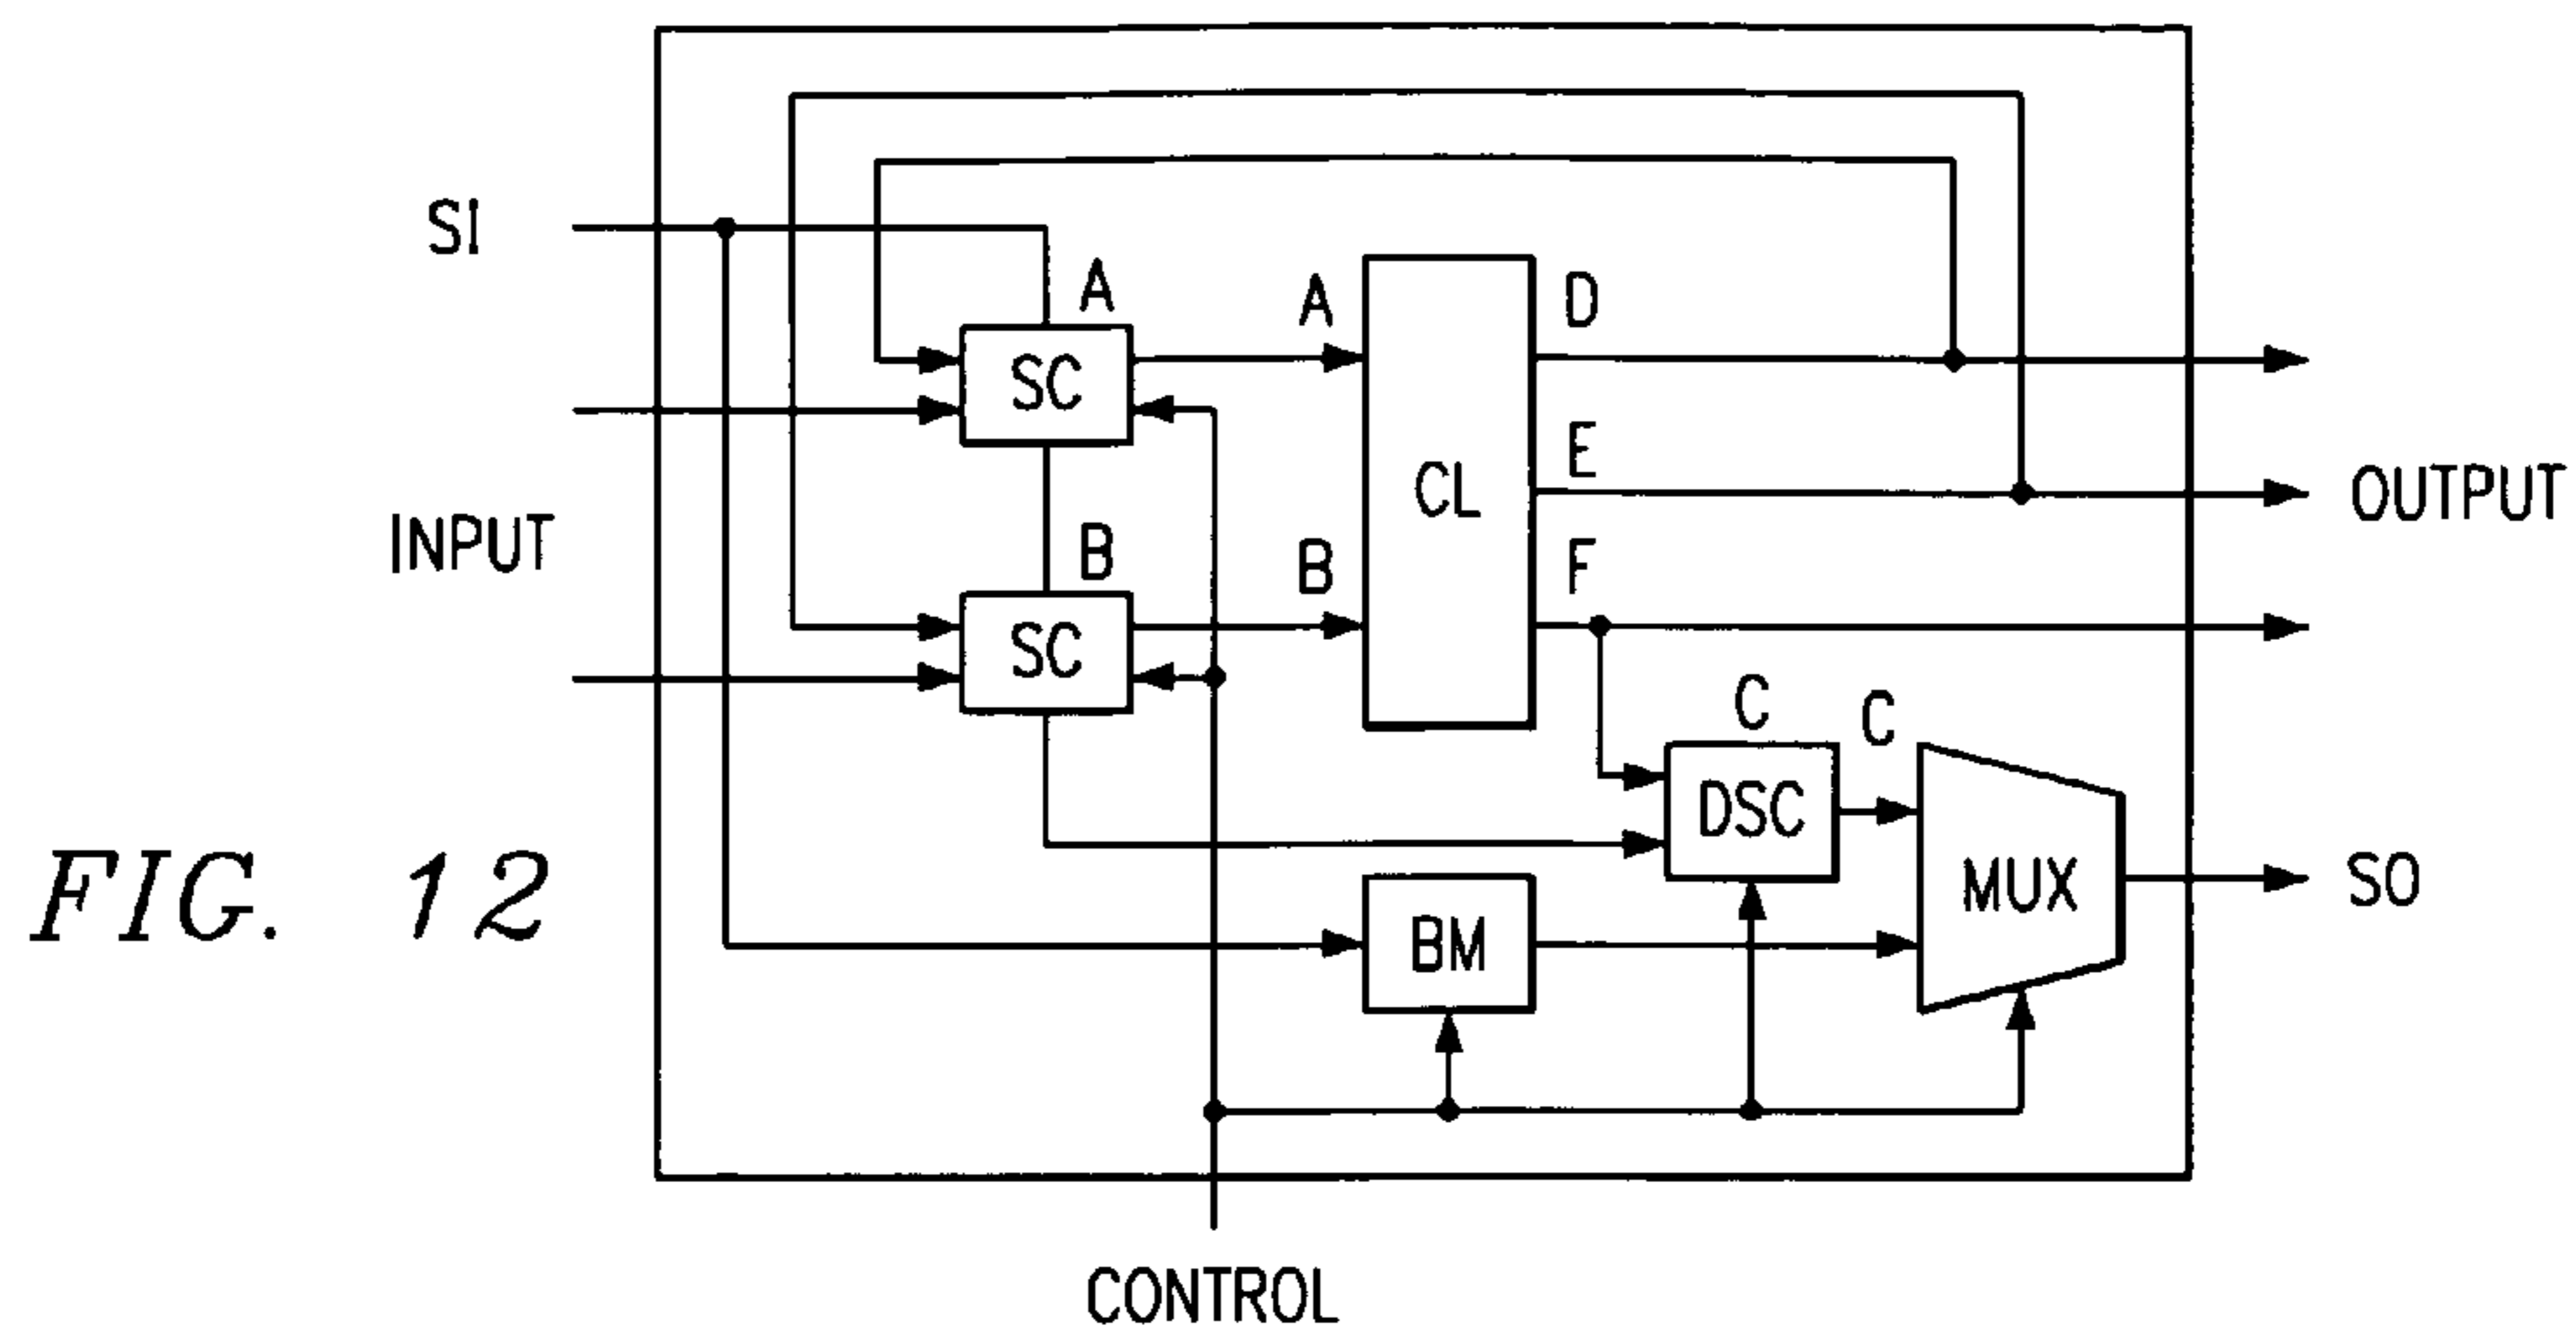 SI
A
A
D
SC
E
CL
OUTPUT
INPUT
B
B
F
SC
C
C
DSC
MUX
SO
FIG. 12
BM
CONTROL